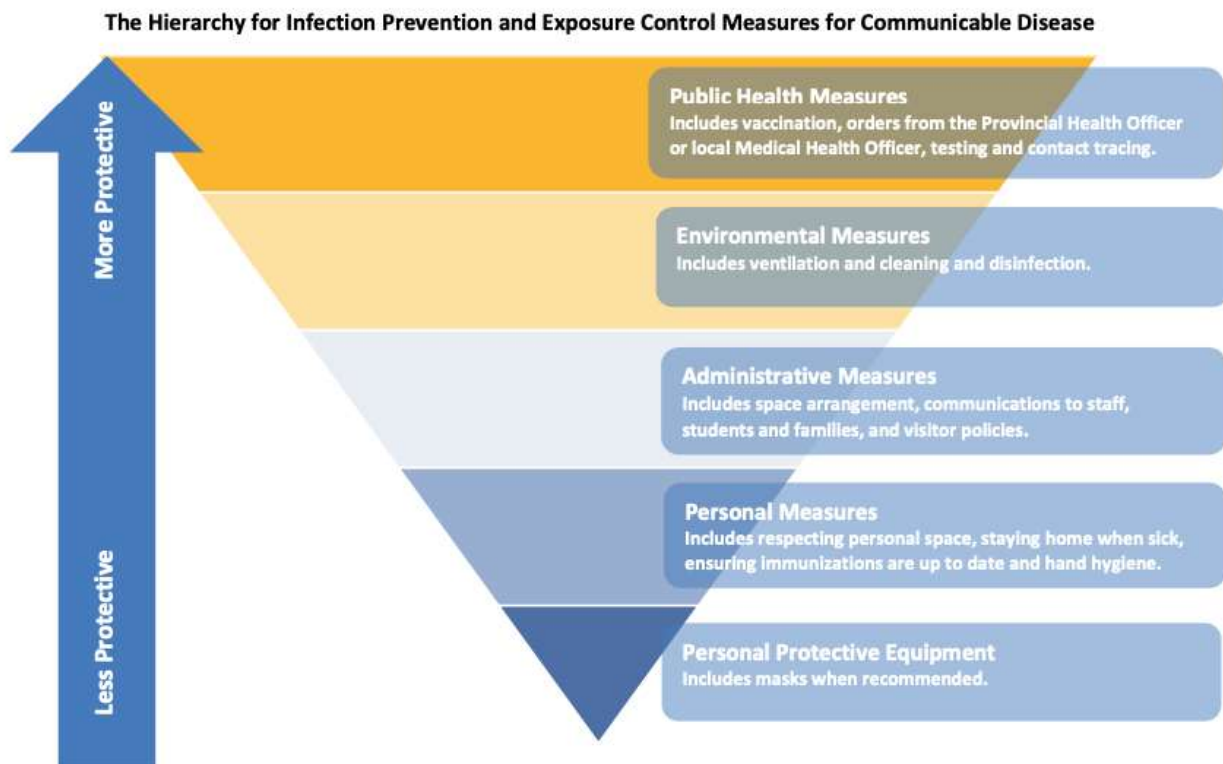 The Hierarchy for Infection Prevention and Exposure Control Measures for Communicable Disease
More Protective
Less Protective
Public Health Measures
Includes vaccination, orders from the Provincial Health Officer
or local Medical Health Officer, testing and contact tracing.
Environmental Measures
Includes ventilation and cleaning and disinfection.
Administrative Measures
Includes space arrangement, communications to staff,
students and families, and visitor policies.
Personal Measures
Includes respecting personal space, staying home when sick,
ensuring immunizations are up to date and hand hygiene.
Personal Protective Equipment
Includes masks when recommended.